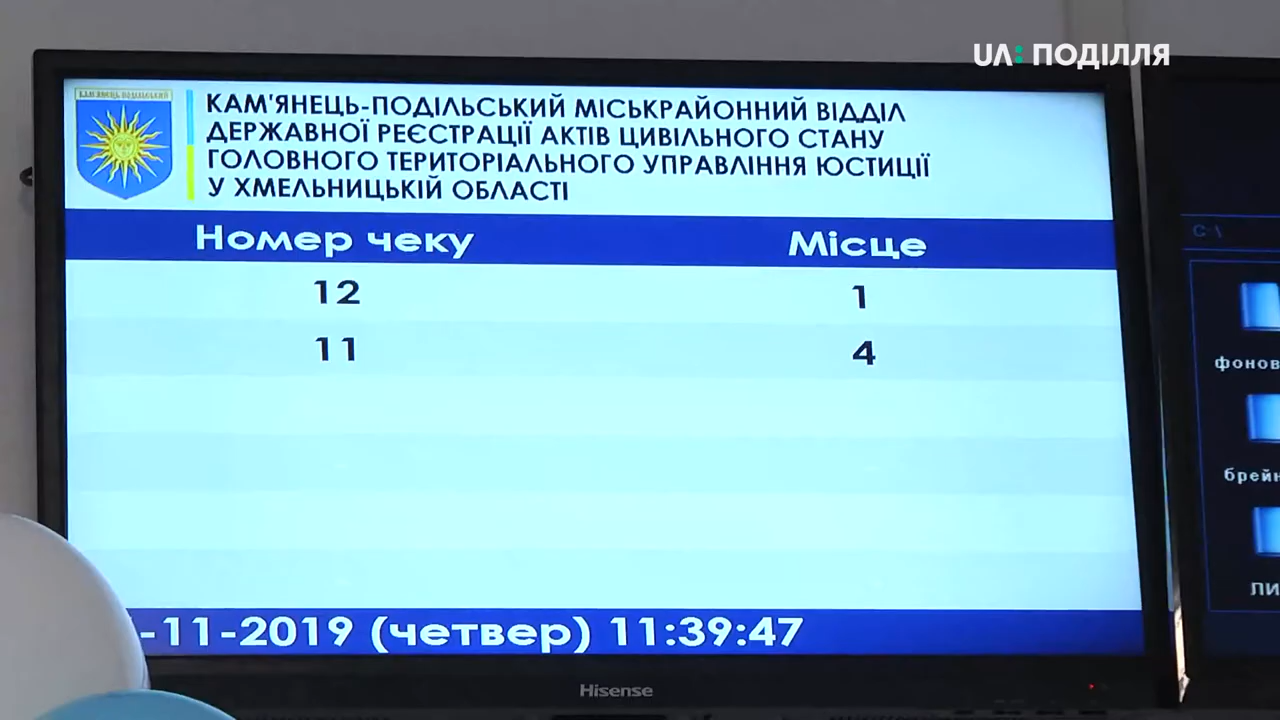 UA: ПОДІЛЛЯ
КАМ'ЯНЕЦЬ-ПОДІЛЬСЬКИЙ МІСЬКРАЙОННИЙ ВІДДІЛ
ДЕРЖАВНОЇ РЕЄСТРАЦІЇ АКТІВ ЦИВІЛЬНОГО СТАНУ
ГОЛОВНОГО ТЕРИТОРІАЛЬНОГО УПРАВЛІННЯ ЮСТИЦІЇ
У ХМЕЛЬНИЦЬКІЙ ОБЛАСТІ
Номер чеку Місце
12 1
11 4
-11-2019 (четвер) 11:39:47
Hisense
C:\